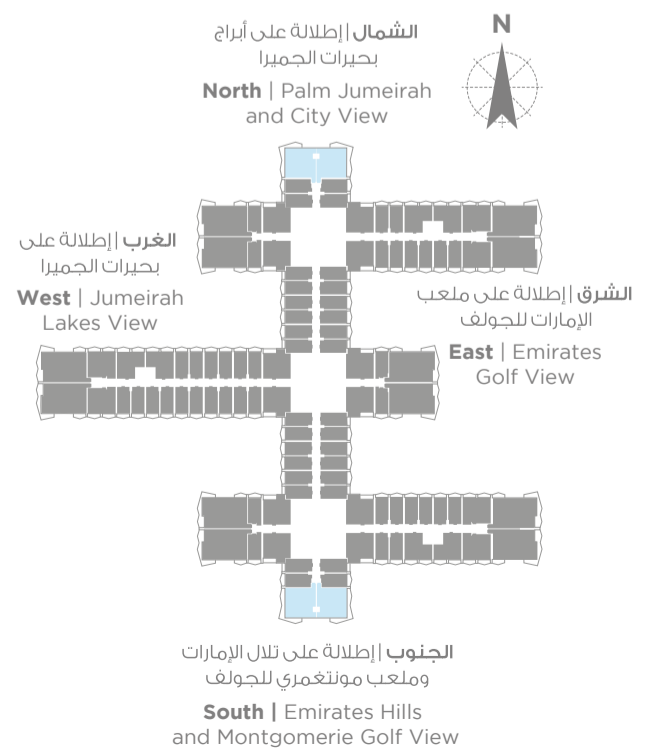 الشمال | إطلالة على أبراج
بحيرات الجميرا
North | Palm Jumeirah
and City View
N
الغرب | إطلالة على
بحيرات الجميرا
West | Jumeirah
Lakes View
الشرق | إطلالة على ملعب
الإمارات للجولف
East | Emirates
Golf View
الجنوب | إطلالة على تلال الإمارات
وملعب مونتغمري للجولف
South | Emirates Hills
and Montgomerie Golf View